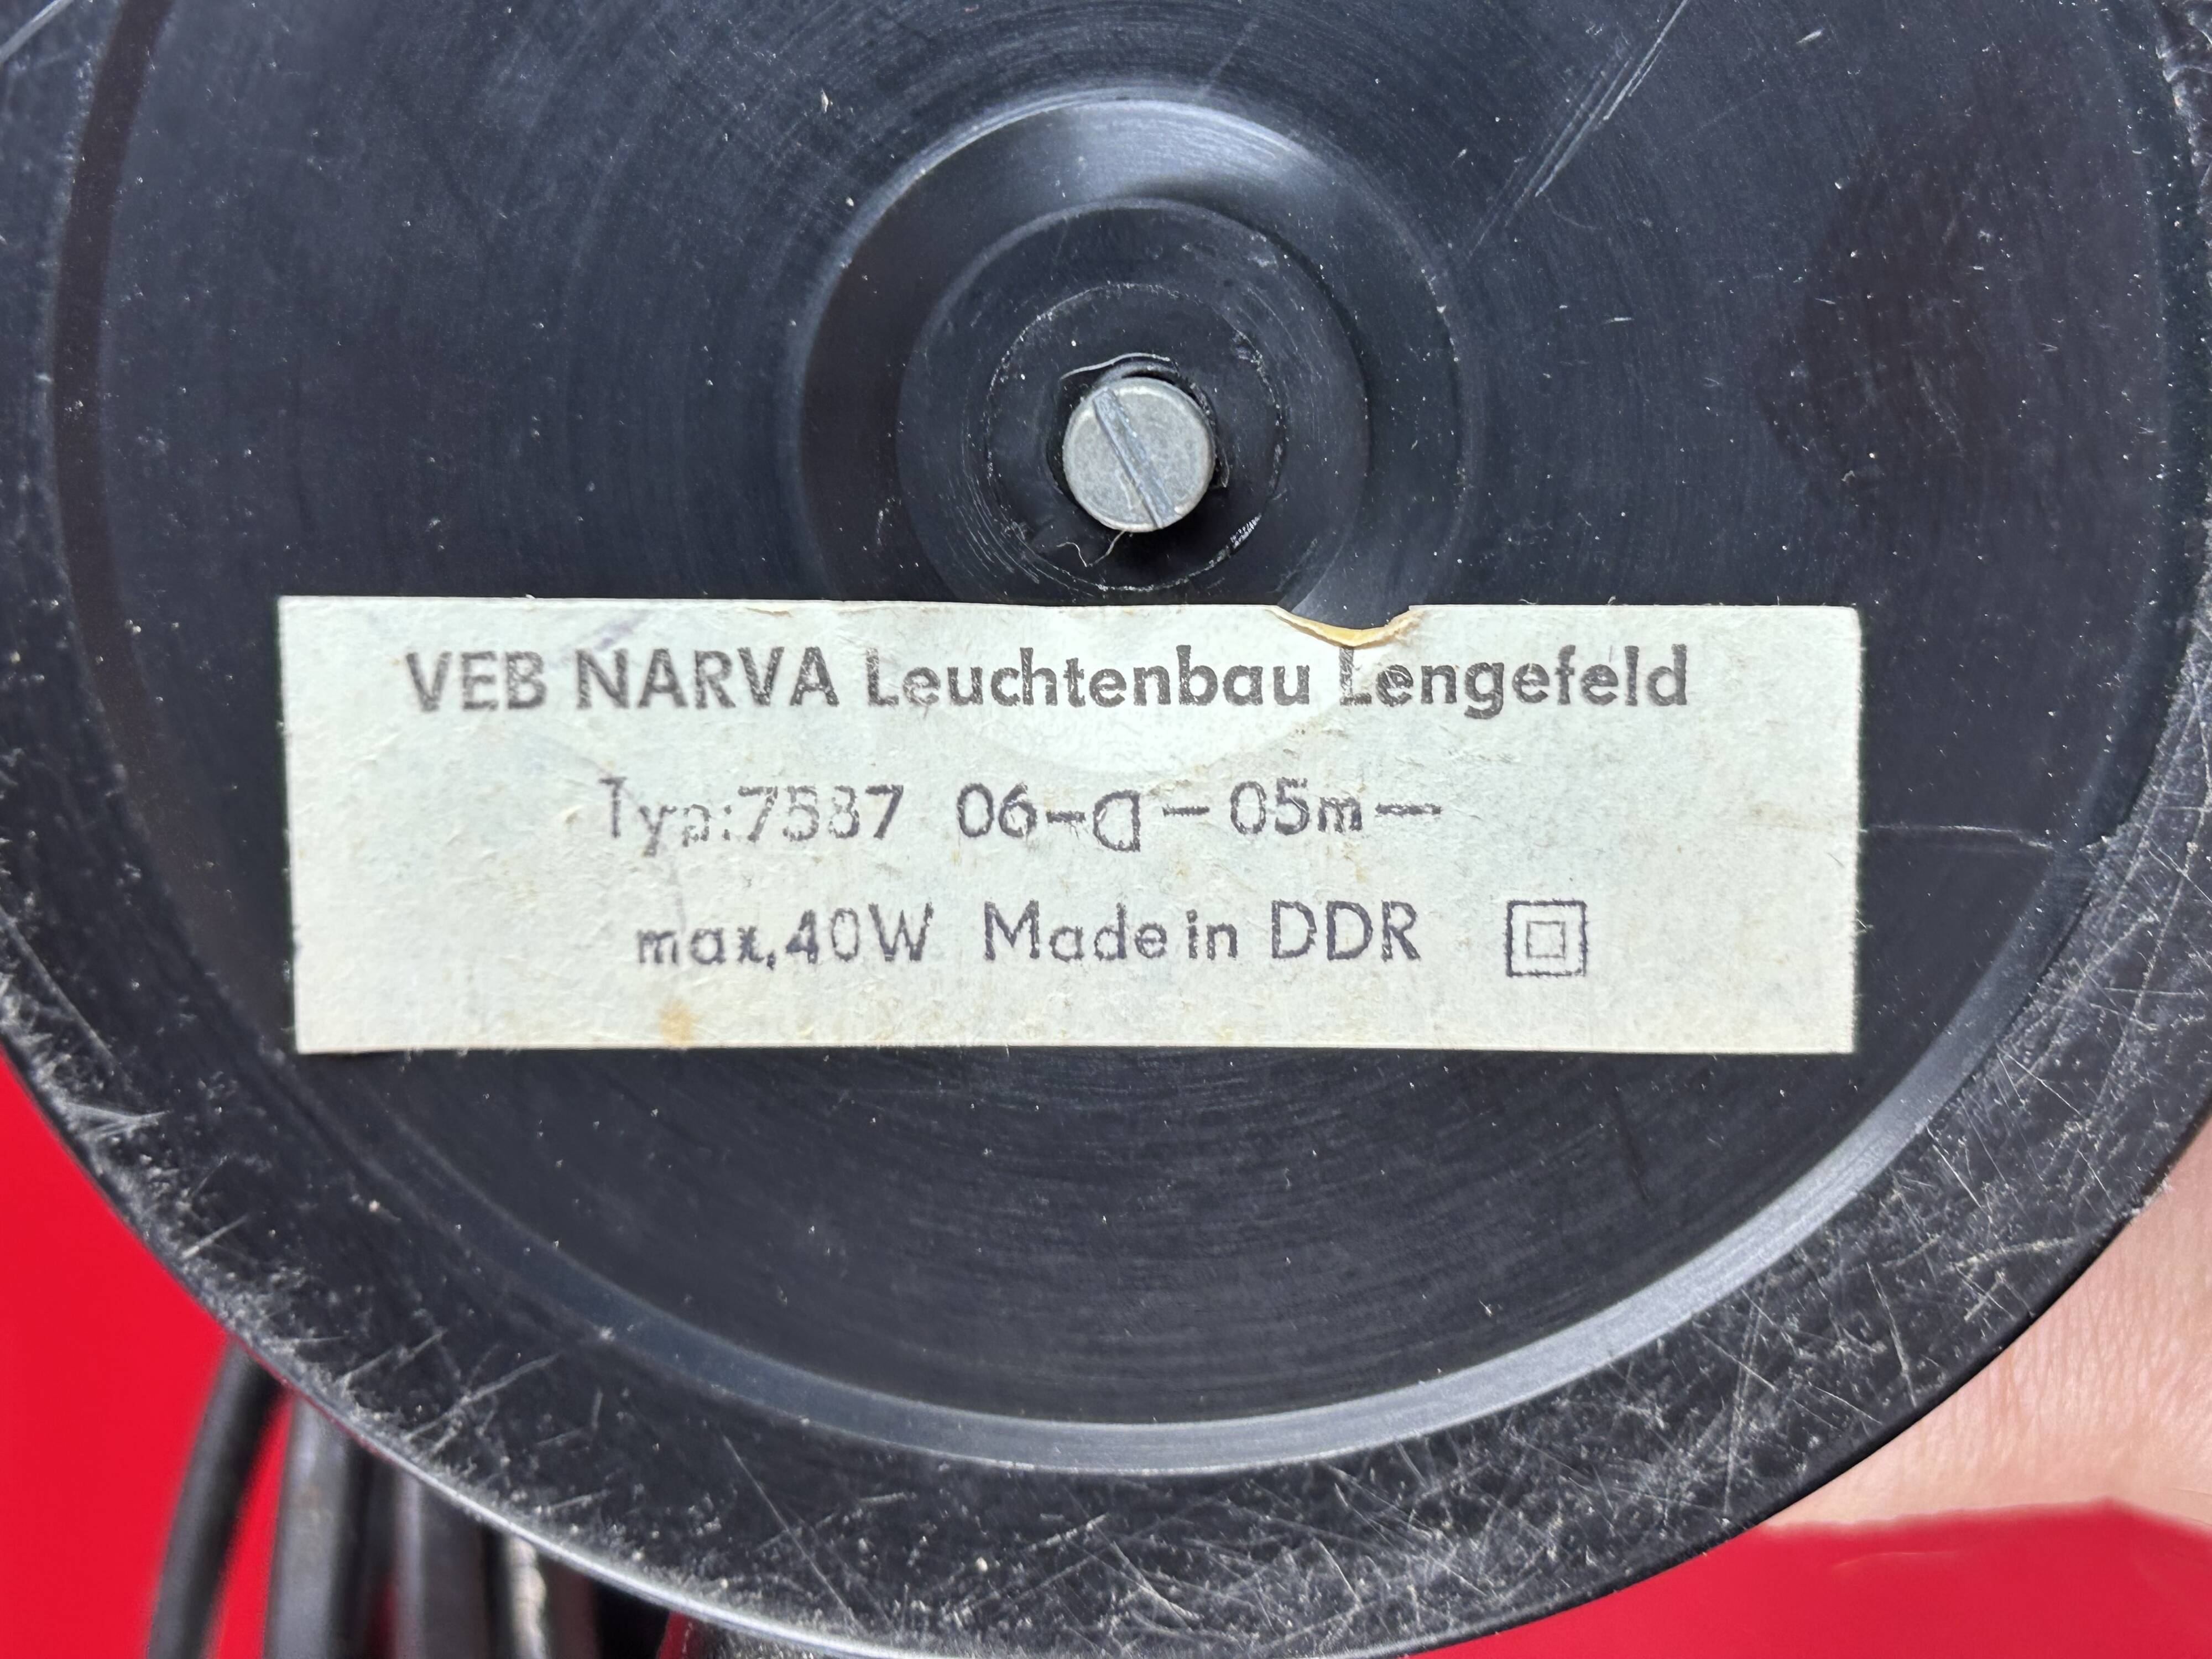 VEB NARVA Leuchtenbau Lengefeld
Typ:7587 06-D-05m-
max.40W Made in DDR